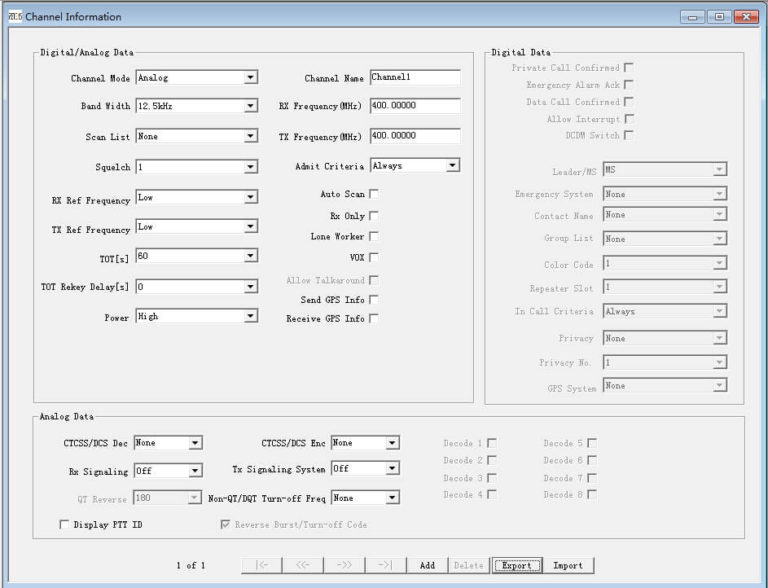 Channel Information
Digital/Analog Data
Channel Mode Analog
Channel Name Channel1
Band Width 12.5kHz
RX Frequency(MHz) 400.00000
Scan List None
TX Frequency(MHz) 400.00000
Squelch 1
Admit Criteria Always
RX Ref Frequency Low
Auto Scan
Rx Only
TX Ref Frequency Low
Lone Worker
TOT[s] 60
VOX
TOT Rekey Delay[s] 0
Allow Talkaround
Send GPS Info
Power High
Receive GPS Info
Digital Data
Private Call Confirmed
Emergency Alarm Ack
Data Call Confirmed
Allow Interrupt
DCDM Switch
Leader/MS MS
Emergency System None
Contact Name None
Group List None
Color Code 1
Repeater Slot 1
In Call Criteria Always
Privacy None
Privacy No. 1
GPS System None
Analog Data
CTCSS/DCS Dec None
CTCSS/DCS Enc None
Decode 1
Decode 5
Rx Signaling Off
Tx Signaling System Off
Decode 2
Decode 6
Decode 3
Decode 7
QT Reverse 180
Non-QT/DQT Turn-off Freq None
Decode 4
Decode 8
Display PTT ID
Reverse Burst/Turn-off Code
1 of 1
|<- <<- ->> ->| Add Delete Export Import